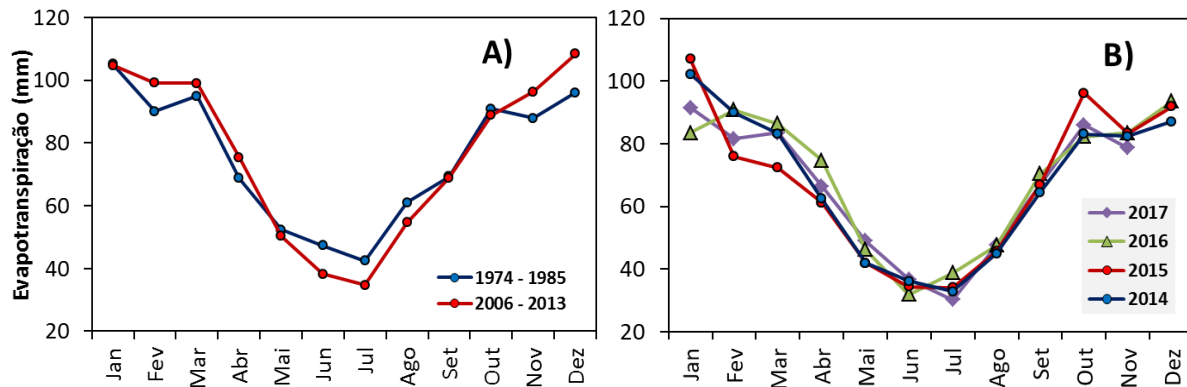 Evapotranspiração (mm)
120
100
80
60
40
20
A)
1974 - 1985
2006 - 2013
Jan Fev Mar Abr Mai Jun Jul Ago Set Out Nov Dez
120
100
80
60
40
20
B)
2017
2016
2015
2014
Jan Fev Mar Abr Mai Jun Jul Ago Set Out Nov Dez